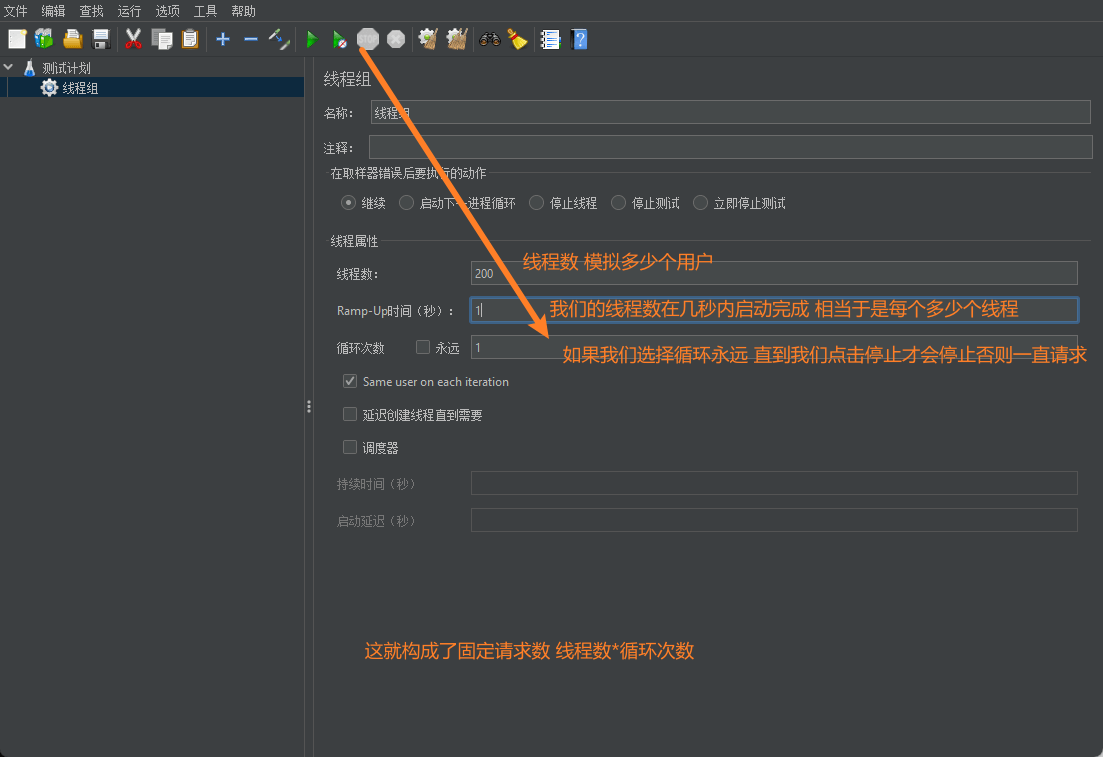 文件 编辑 查找 运行 选项 工具 帮助
测试计划
线程组
线程组
名称： 线程组
注释：
在取样器错误后要执行的动作
继续 启动下一进程循环 停止线程 停止测试 立即停止测试
线程属性
线程数 模拟多少个用户
线程数： 200
Ramp-Up时间（秒）： 1 我们的线程数在几秒内启动完成 相当于是每个多少个线程
循环次数 永远 1
如果我们选择循环永远 直到我们点击停止才会停止否则一直请求
Same user on each iteration
延迟创建线程直到需要
调度器
持续时间（秒）
启动延迟（秒）
这就构成了固定请求数 线程数*循环次数